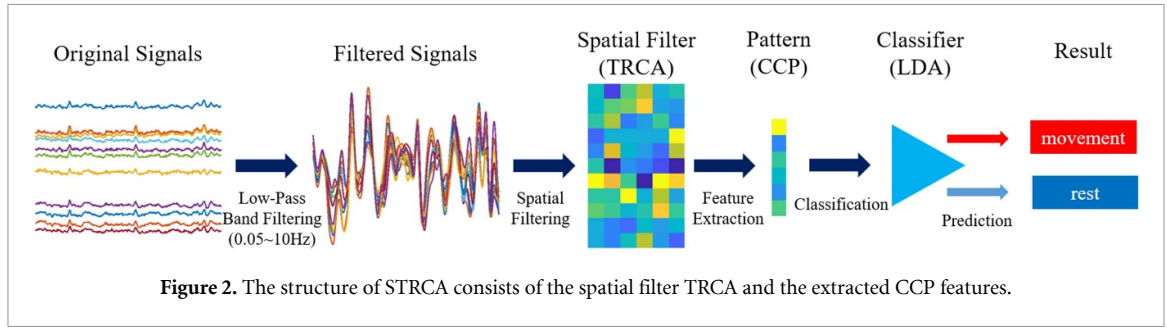 Original Signals
Filtered Signals
Spatial Filter
(TRCA)
Pattern
(CCP)
Classifier
(LDA)
Result
Low-Pass
Band Filtering
(0.05~10Hz)
Spatial
Filtering
Feature
Extraction
Classification
Prediction
movement
rest
Figure 2. The structure of STRCA consists of the spatial filter TRCA and the extracted CCP features.